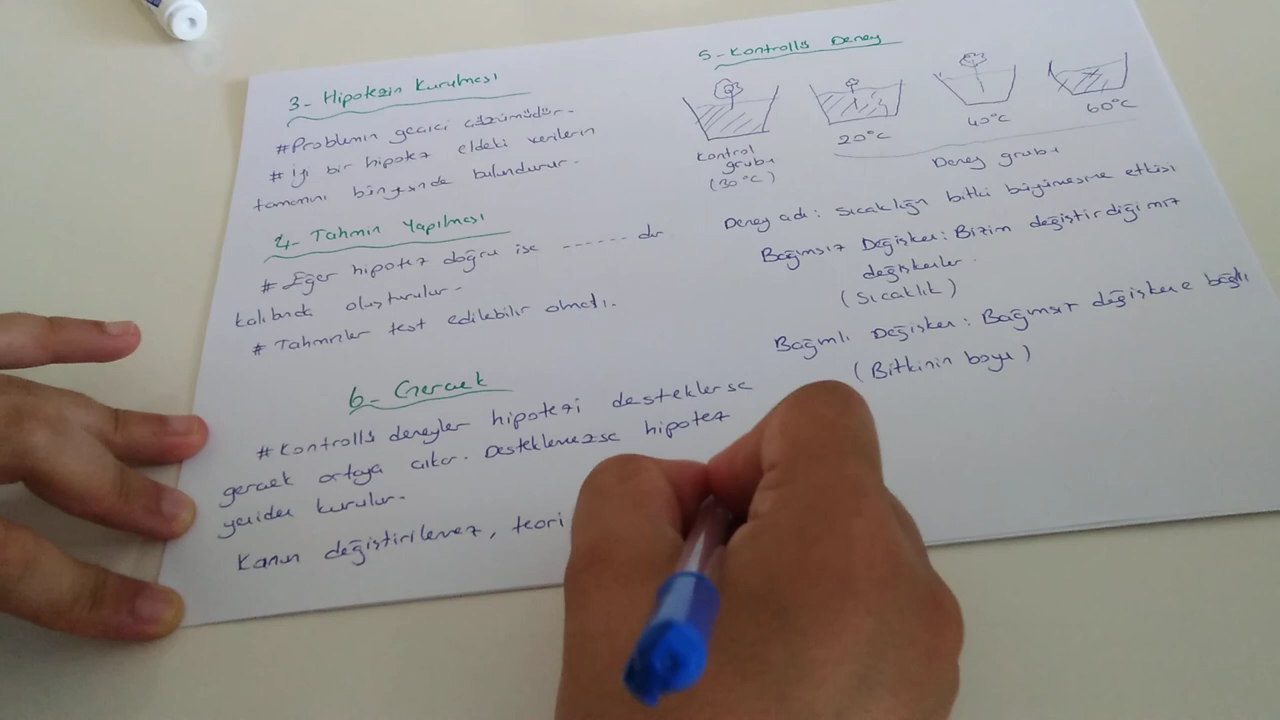 3- Hipotezin Kurulması
#Problemin geçici çözümüdür.
# İyi bir hipotez eldeki verilerin
tamamını bünyesinde bulundurur.
4- Tahmin Yapılması
# Eğer hipotez doğru ise ------ dır
kalıbında oluşturulur.
# Tahminler test edilebilir olmalı.
6- Gerçek
#Kontrollü deneyler hipotezi desteklerse
gerçek ortaya çıkar. Desteklemezse hipotez
yeniden kurulur.
Kanun değiştirilemez, teori
5- Kontrollü Deney
kontrol
grubu
(30°C)
20°C
40°C
60°C
Deney grubu
Deney adı: Sıcaklığın bitki büyümesine etkisi
Bağımsız Değişken: Bizim değiştirdiğimiz
değişkenler.
(Sıcaklık)
Bağımlı Değişken: Bağımsız değişkene bağlı
(Bitkinin boyu)